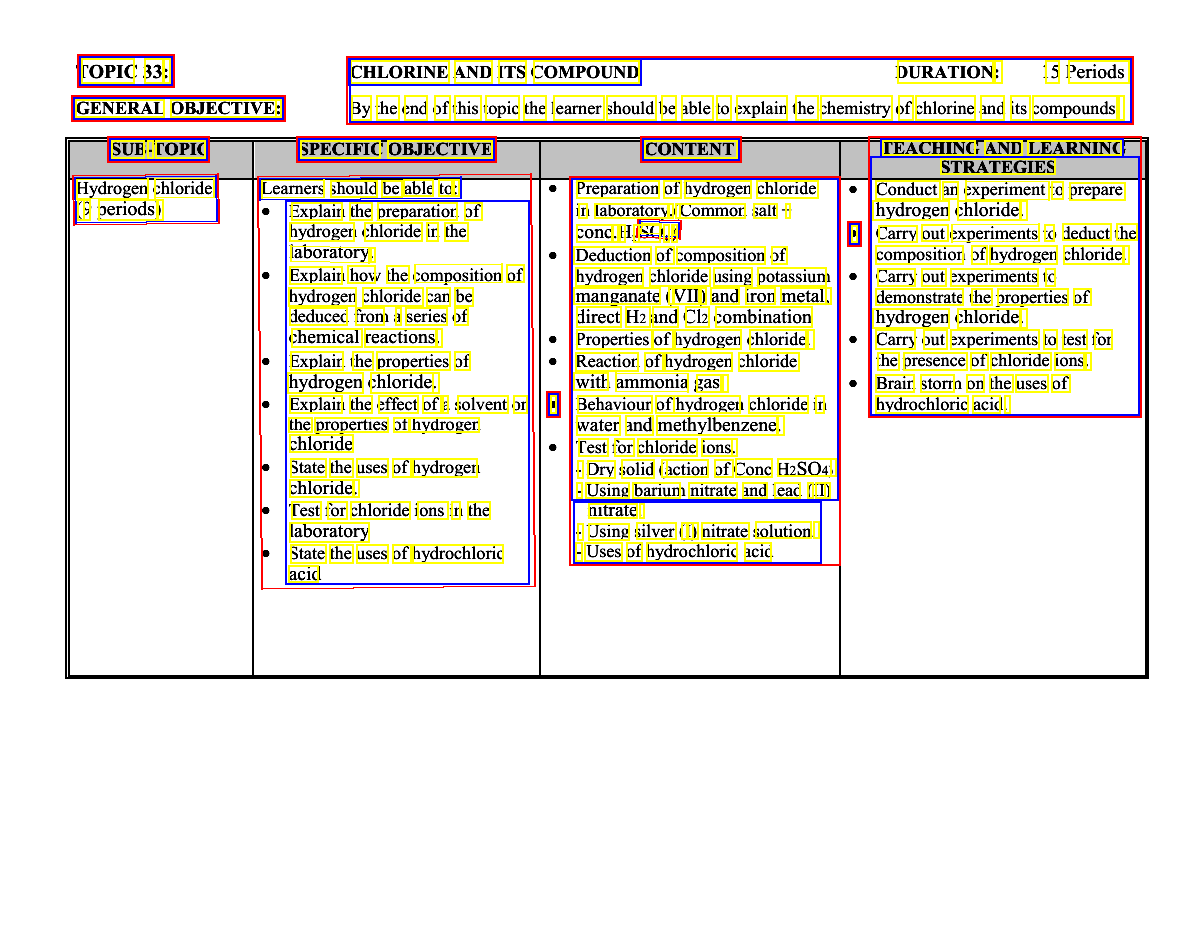 TOPIC 33: CHLORINE AND ITS COMPOUND DURATION: 15 Periods
GENERAL OBJECTIVE: By the end of this topic the learner should be able to explain the chemistry of chlorine and its compounds
SUB-TOPIC
Hydrogen chloride
(9 periods)
SPECIFIC OBJECTIVE
Learners should be able to:
• Explain the preparation of
hydrogen chloride in the
laboratory.
• Explain how the composition of
hydrogen chloride can be
deduced from a series of
chemical reactions.
• Explain the properties of
hydrogen chloride.
• Explain the effect of a solvent on
the properties of hydrogen
chloride
• State the uses of hydrogen
chloride.
• Test for chloride ions in the
laboratory
• State the uses of hydrochloric
acid
CONTENT
• Preparation of hydrogen chloride
in laboratory.(Common salt +
conc. H2SO4)
• Deduction of composition of
hydrogen chloride using potassium
manganate (VII) and iron metal,
direct H2 and Cl2 combination
• Properties of hydrogen chloride.
• Reaction of hydrogen chloride
with ammonia gas
• Behaviour of hydrogen chloride in
water and methylbenzene.
• Test for chloride ions.
- Dry solid (action of Conc H2SO4)
- Using barium nitrate and lead (II)
nitrate
- Using silver (I) nitrate solution.
- Uses of hydrochloric acid
TEACHING AND LEARNING
STRATEGIES
• Conduct an experiment to prepare
hydrogen chloride.
• Carry out experiments to deduct the
composition of hydrogen chloride.
• Carry out experiments to
demonstrate the properties of
hydrogen chloride.
• Carry out experiments to test for
the presence of chloride ions.
• Brain storm on the uses of
hydrochloric acid.